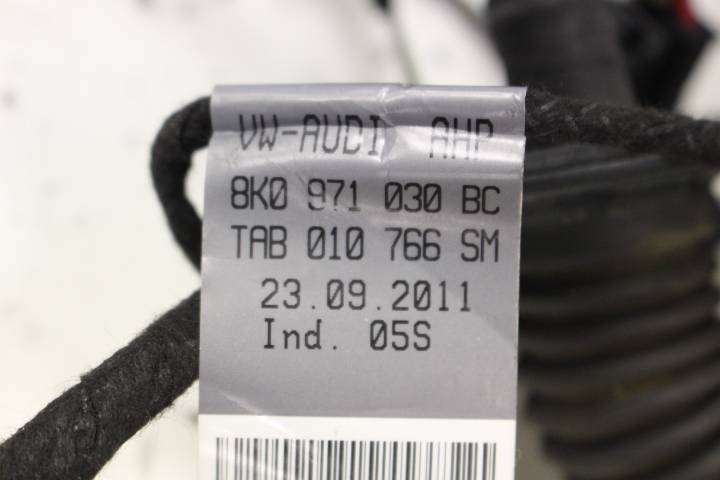 VW-AUDI AHP
8K0 971 030 BC
TAB 010 766 SM
23.09.2011
Ind. 05S